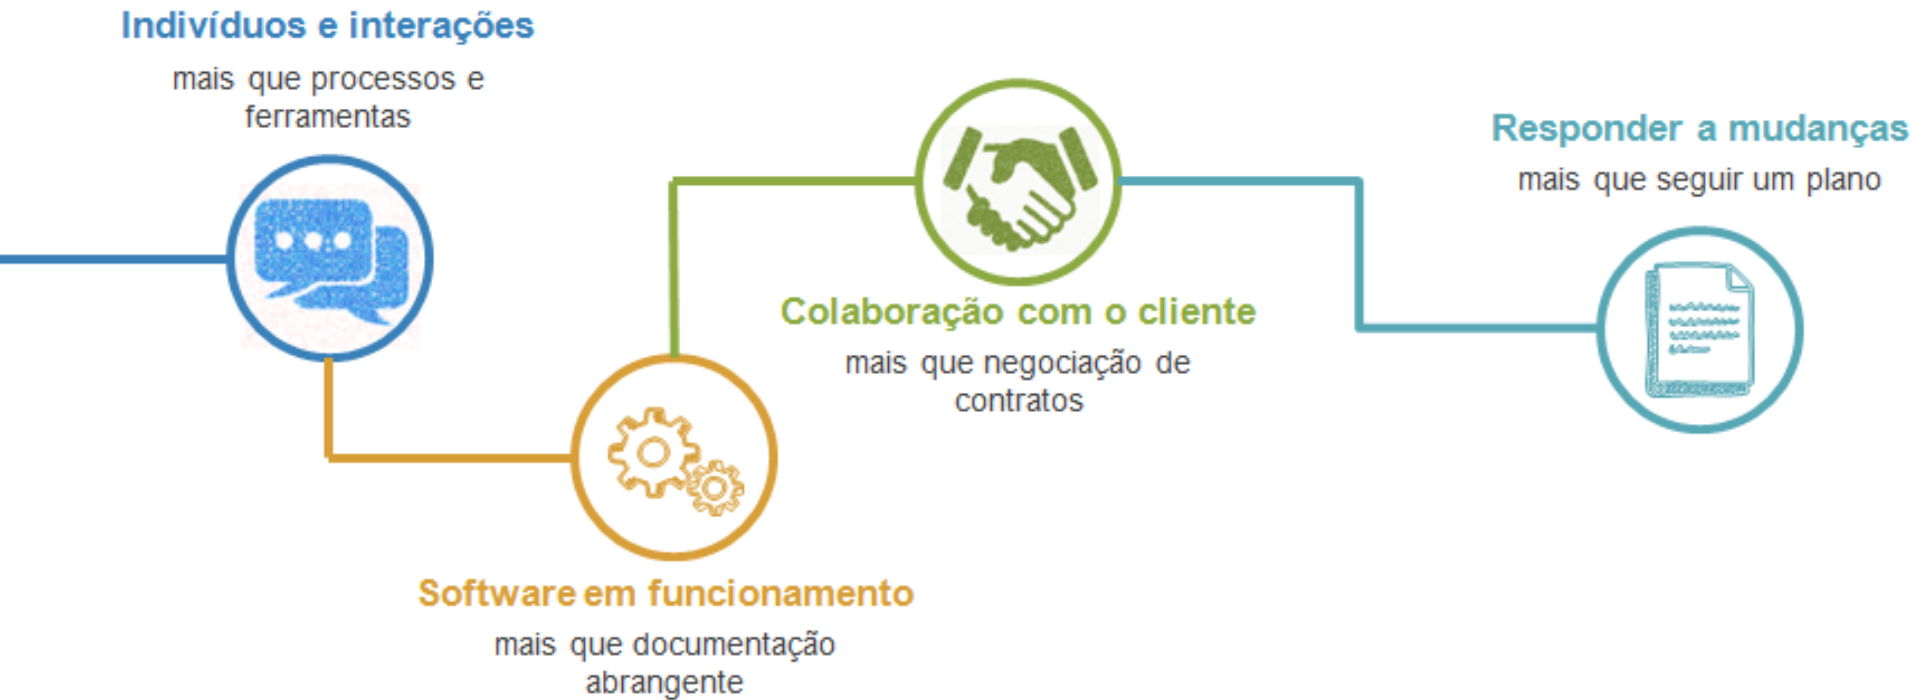 Indivíduos e interações
mais que processos e
ferramentas
Software em funcionamento
mais que documentação
abrangente
Colaboração com o cliente
mais que negociação de
contratos
Responder a mudanças
mais que seguir um plano